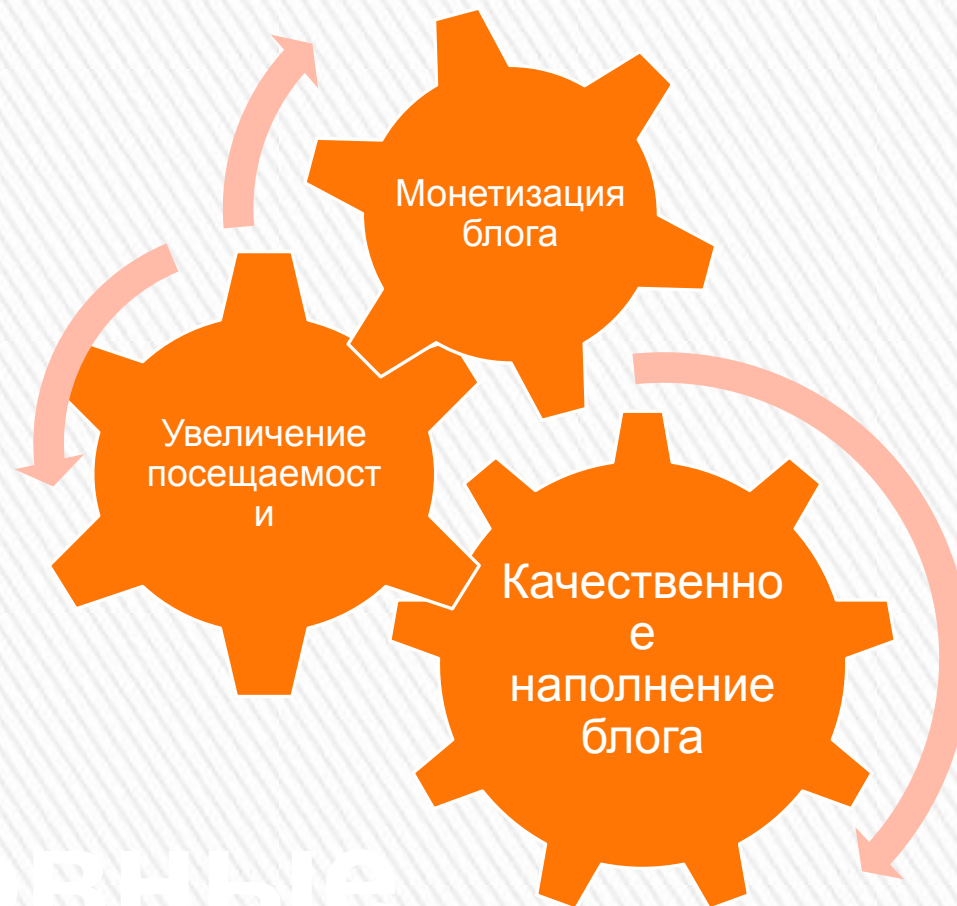 Монетизация
блога
Увеличение
посещаемост
и
Качественно
е
наполнение
блога